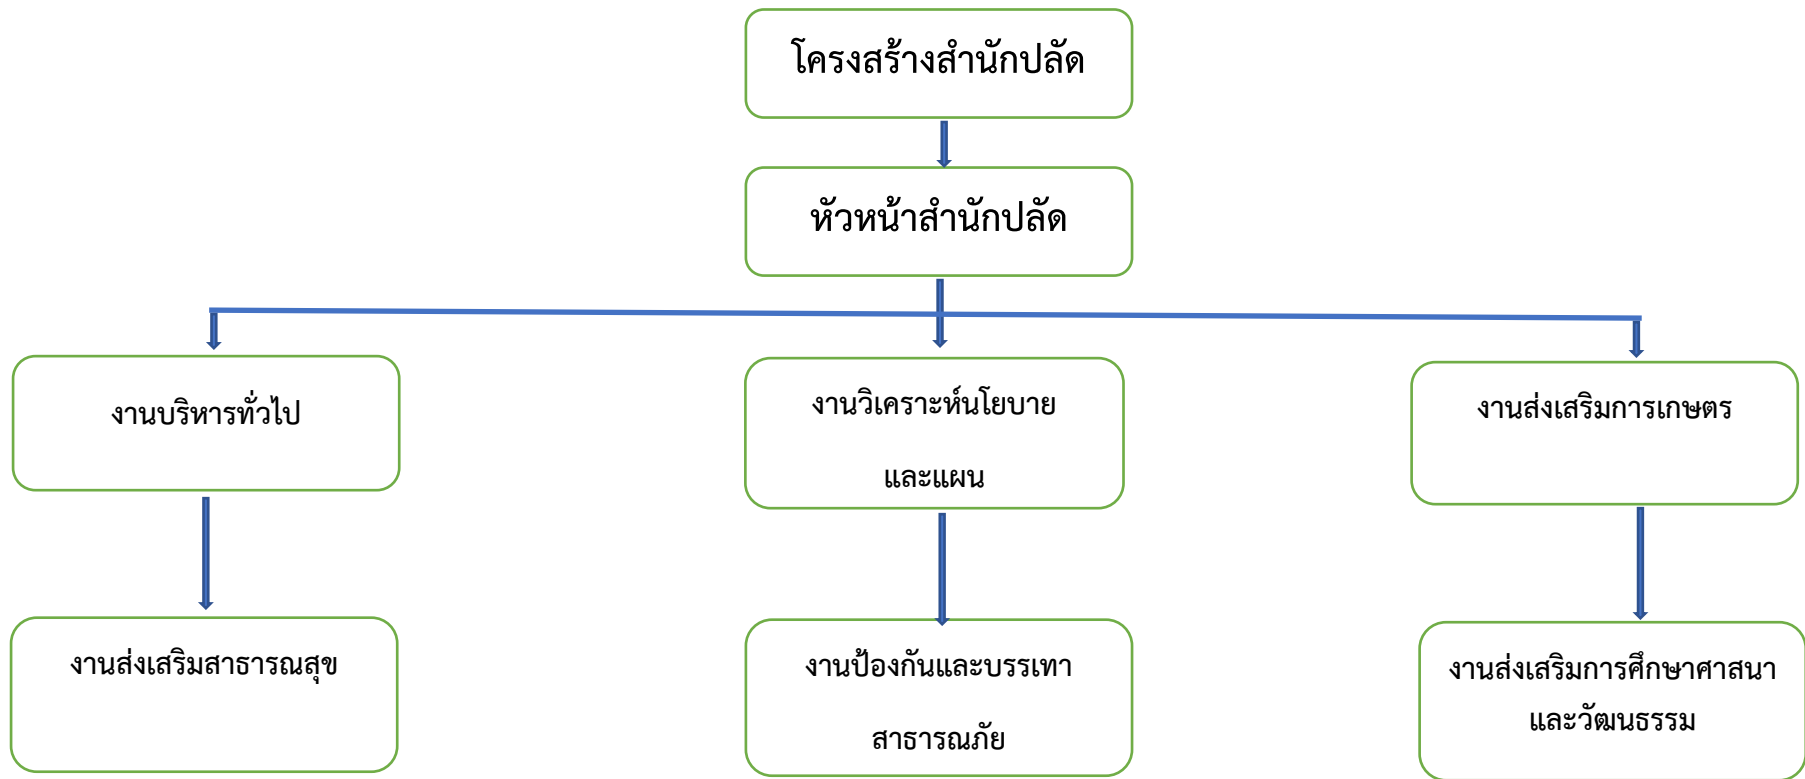 โครงสร้างสำนักปลัด
หัวหน้าสำนักปลัด
งานบริหารทั่วไป
งานวิเคราะห์นโยบาย
และแผน
งานส่งเสริมการเกษตร
งานส่งเสริมสาธารณสุข
งานป้องกันและบรรเทา
สาธารณภัย
งานส่งเสริมการศึกษาศาสนา
และวัฒนธรรม